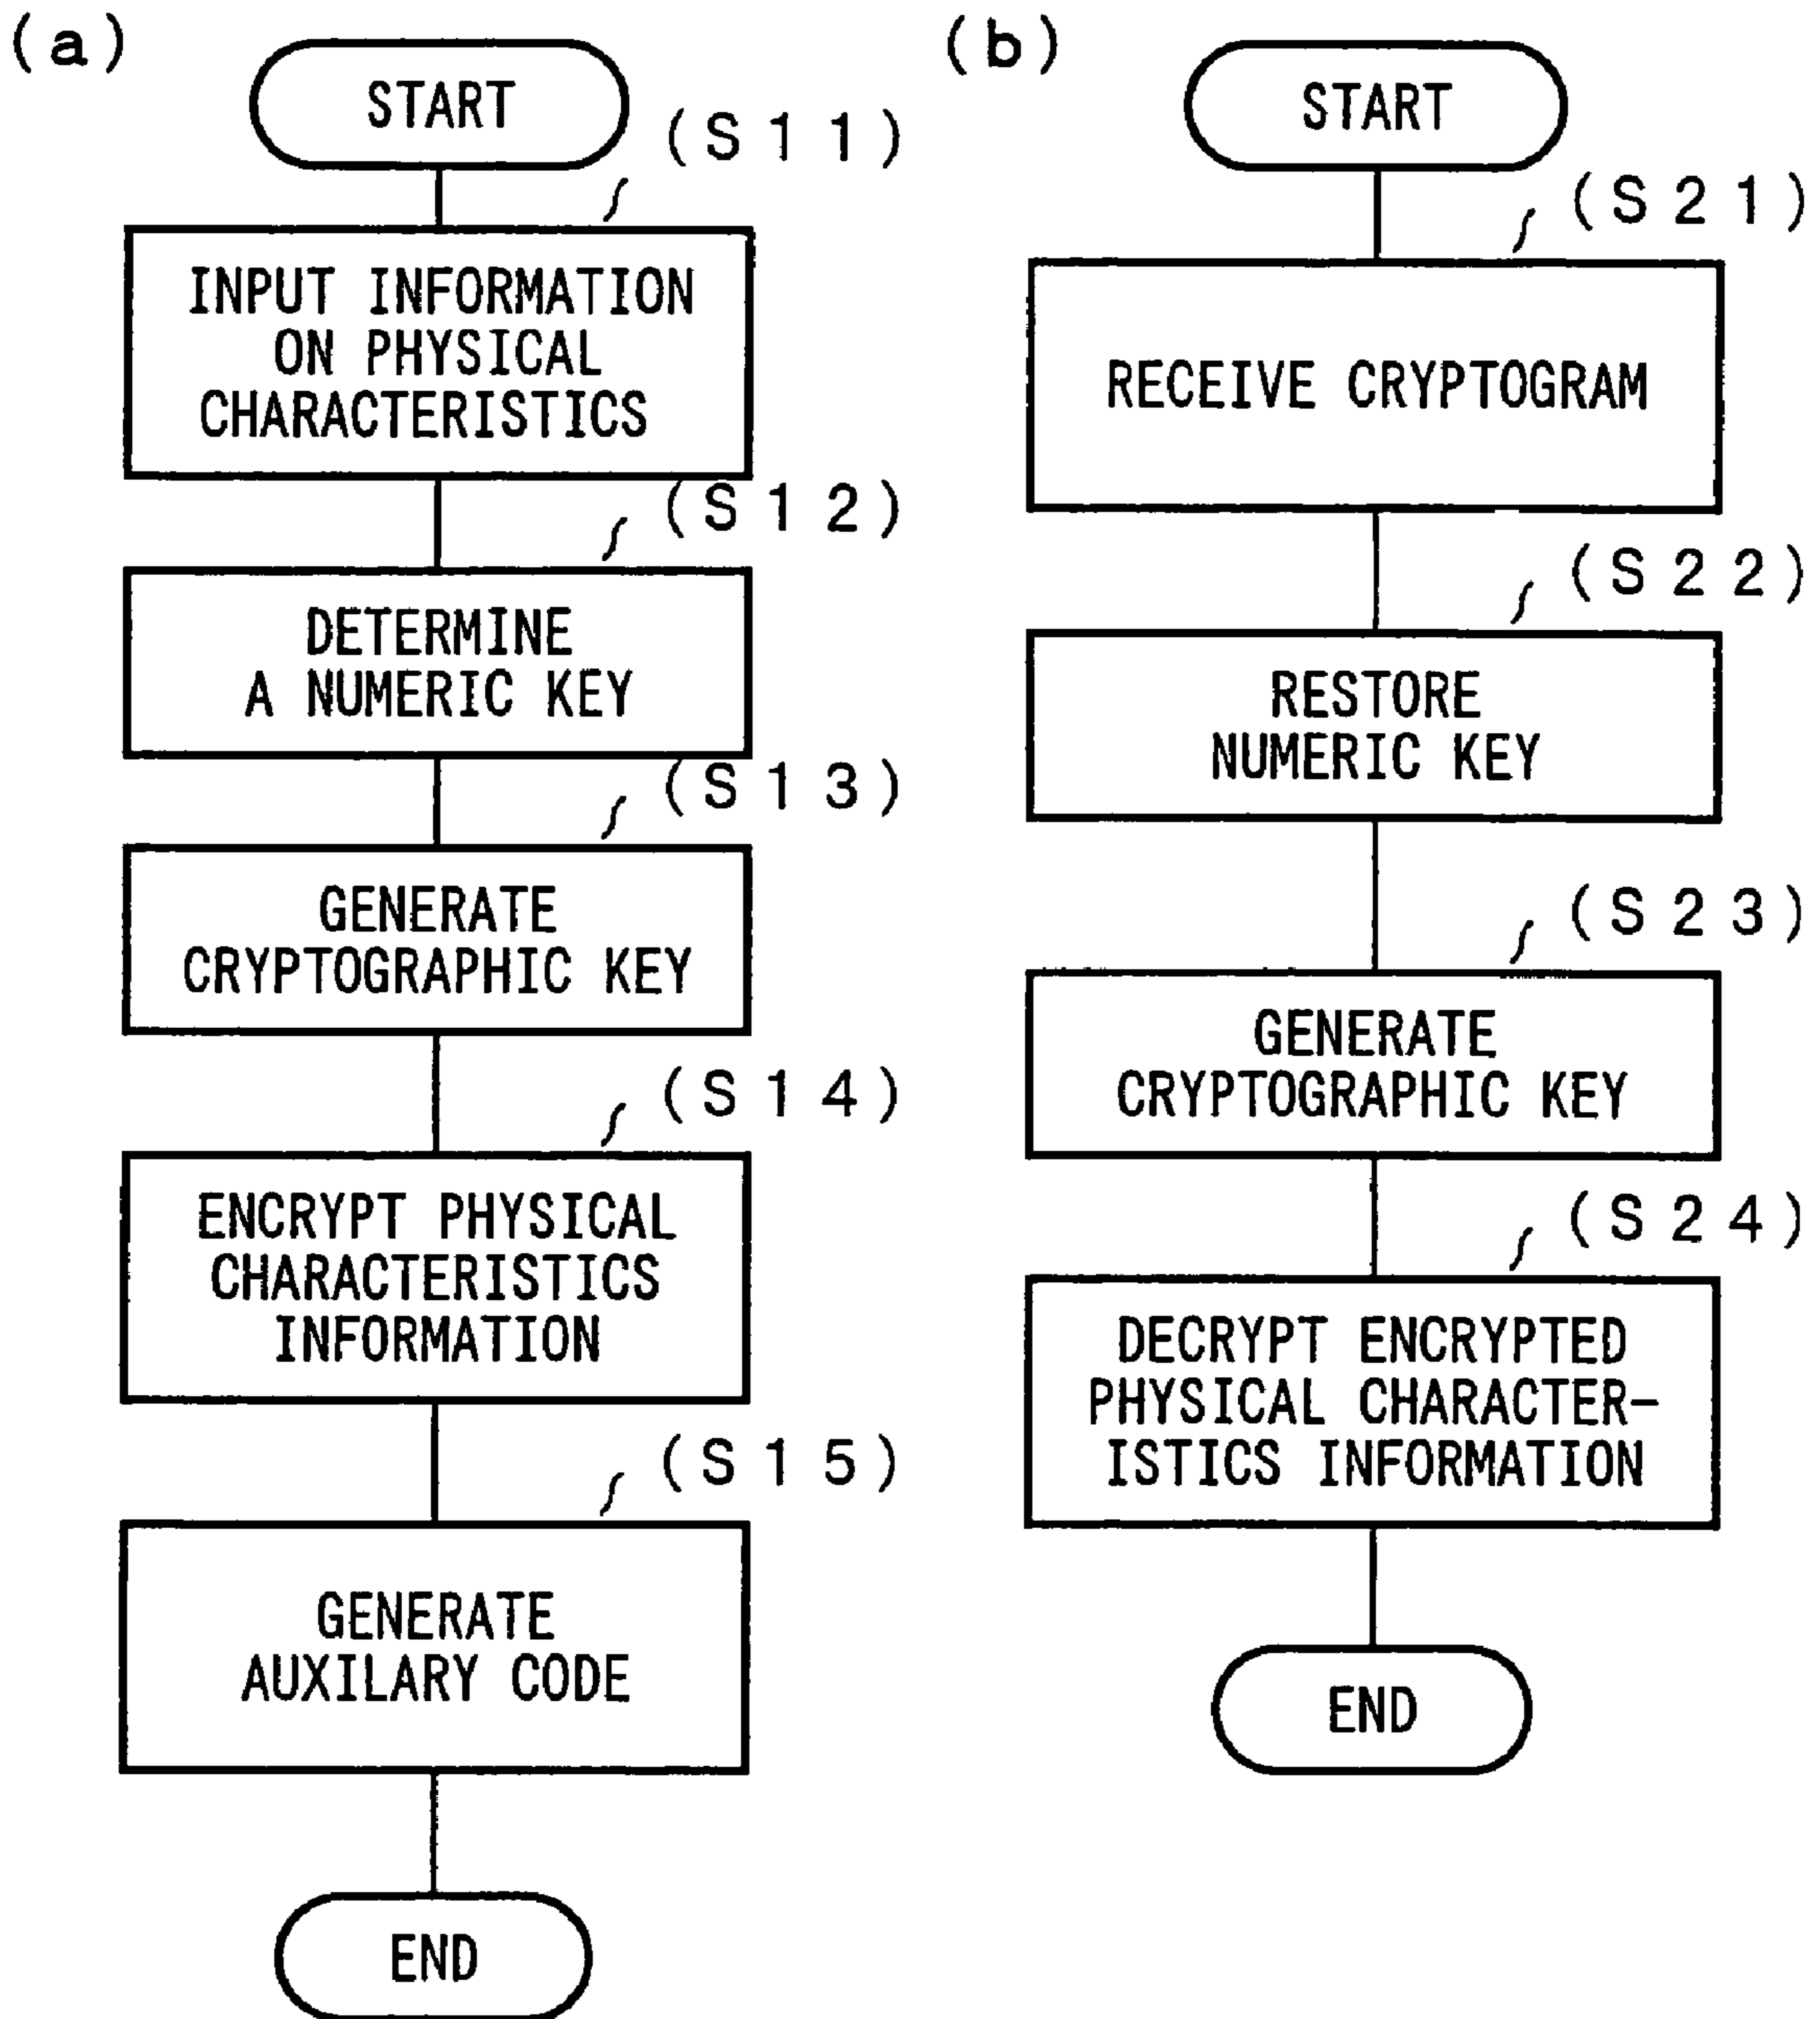 (a)
START
(S11)
INPUT INFORMATION
ON PHYSICAL
CHARACTERISTICS
(S12)
DETERMINE
A NUMERIC KEY
(S13)
GENERATE
CRYPTOGRAPHIC KEY
(S14)
ENCRYPT PHYSICAL
CHARACTERISTICS
INFORMATION
(S15)
GENERATE
AUXILARY CODE
END
(b)
START
(S21)
RECEIVE CRYPTOGRAM
(S22)
RESTORE
NUMERIC KEY
(S23)
GENERATE
CRYPTOGRAPHIC KEY
(S24)
DECRYPT ENCRYPTED
PHYSICAL CHARACTER-
ISTICS INFORMATION
END